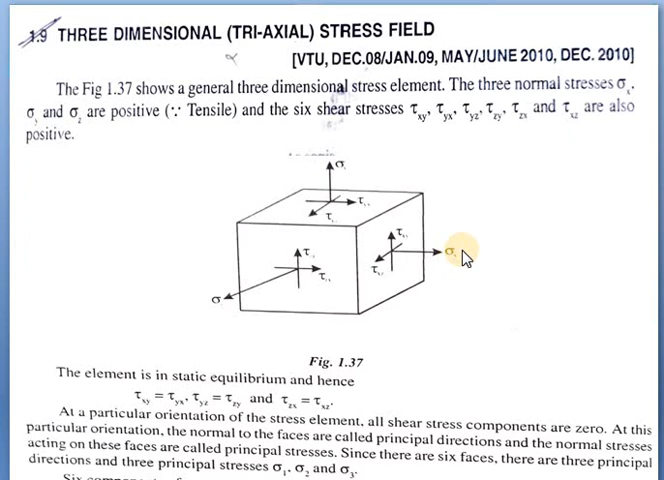 1.9 THREE DIMENSIONAL (TRI-AXIAL) STRESS FIELD
[VTU, DEC.08/JAN.09, MAY/JUNE 2010, DEC. 2010]
The Fig 1.37 shows a general three dimensional stress element. The three normal stresses σx,
σy and σz are positive (∵ Tensile) and the six shear stresses τxy, τyx, τyz, τzy, τzx and τxz are also
positive.
σ
τ
τ
τ
σ
τ
τ
τ
σ
Fig. 1.37
The element is in static equilibrium and hence
τxy = τyx, τyz = τzy and τzx = τxz.
At a particular orientation of the stress element, all shear stress components are zero. At this
particular orientation, the normal to the faces are called principal directions and the normal stresses
acting on these faces are called principal stresses. Since there are six faces, there are three principal
directions and three principal stresses σ1, σ2 and σ3.